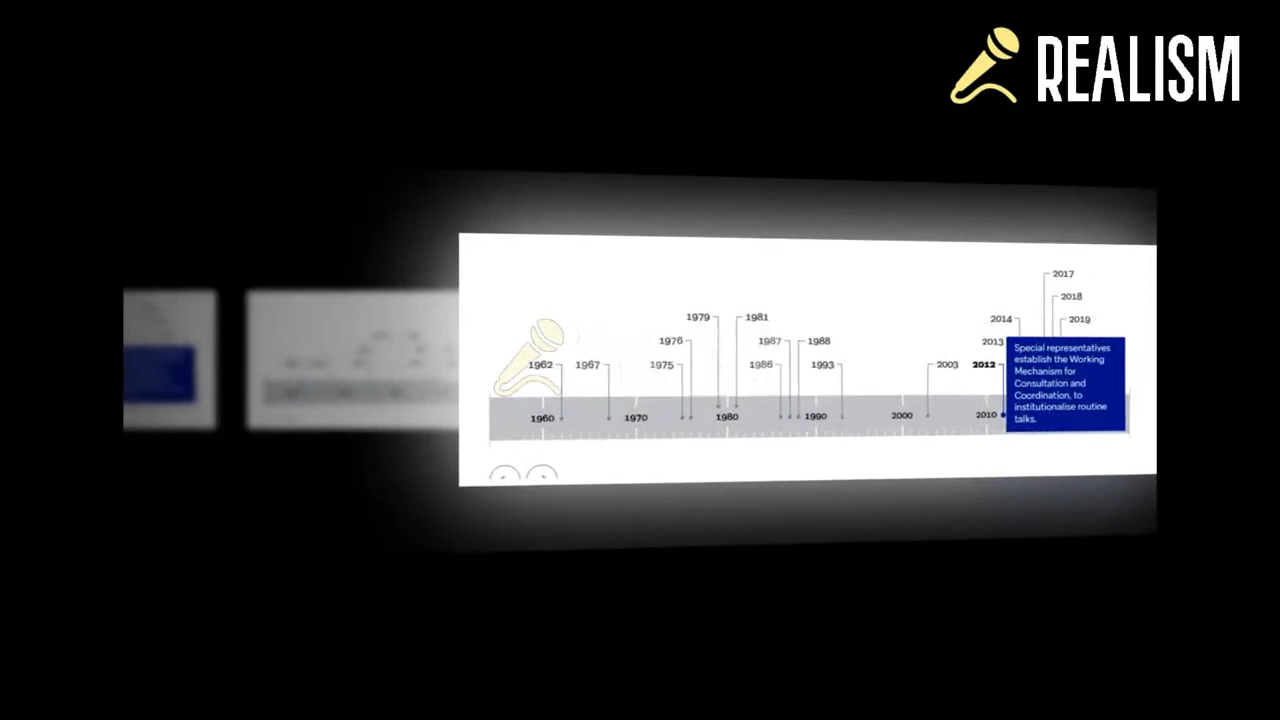 REALISM
2017
2018
2014 2019
1979 1981
1976 1987 1988 2013
1962 1967 1975 1986 1993 2003 2012
1960 1970 1980 1990 2000 2010
Special representatives
establish the Working
Mechanism for
Consultation and
Coordination, to
institutionalise routine
talks.